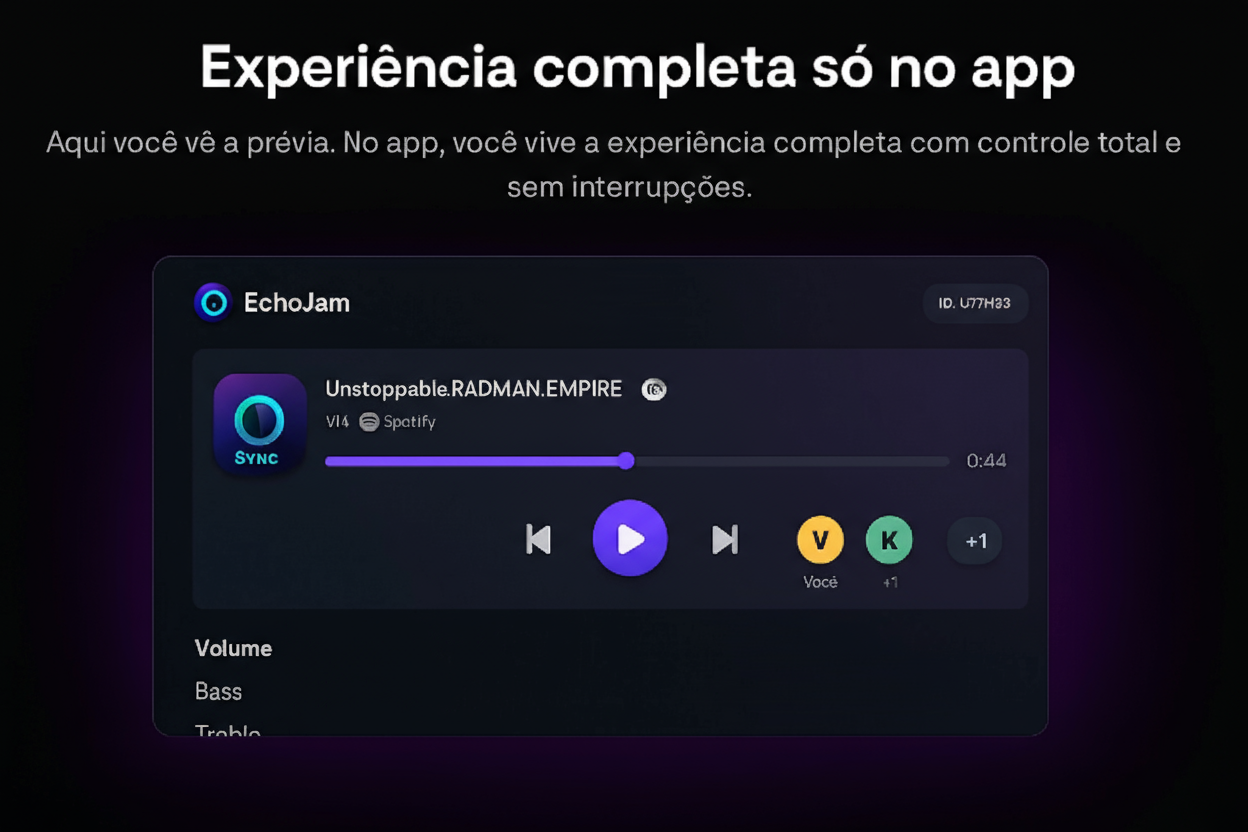 Experiência completa só no app
Aqui você vê a prévia. No app, você vive a experiência completa com controle total e
sem interrupções.
EchoJam
ID. U77H33
Unstoppable.RADMAN.EMPIRE
Spotify
SYNC
0:44
V
K
+1
Você
+1
Volume
Bass
Treble